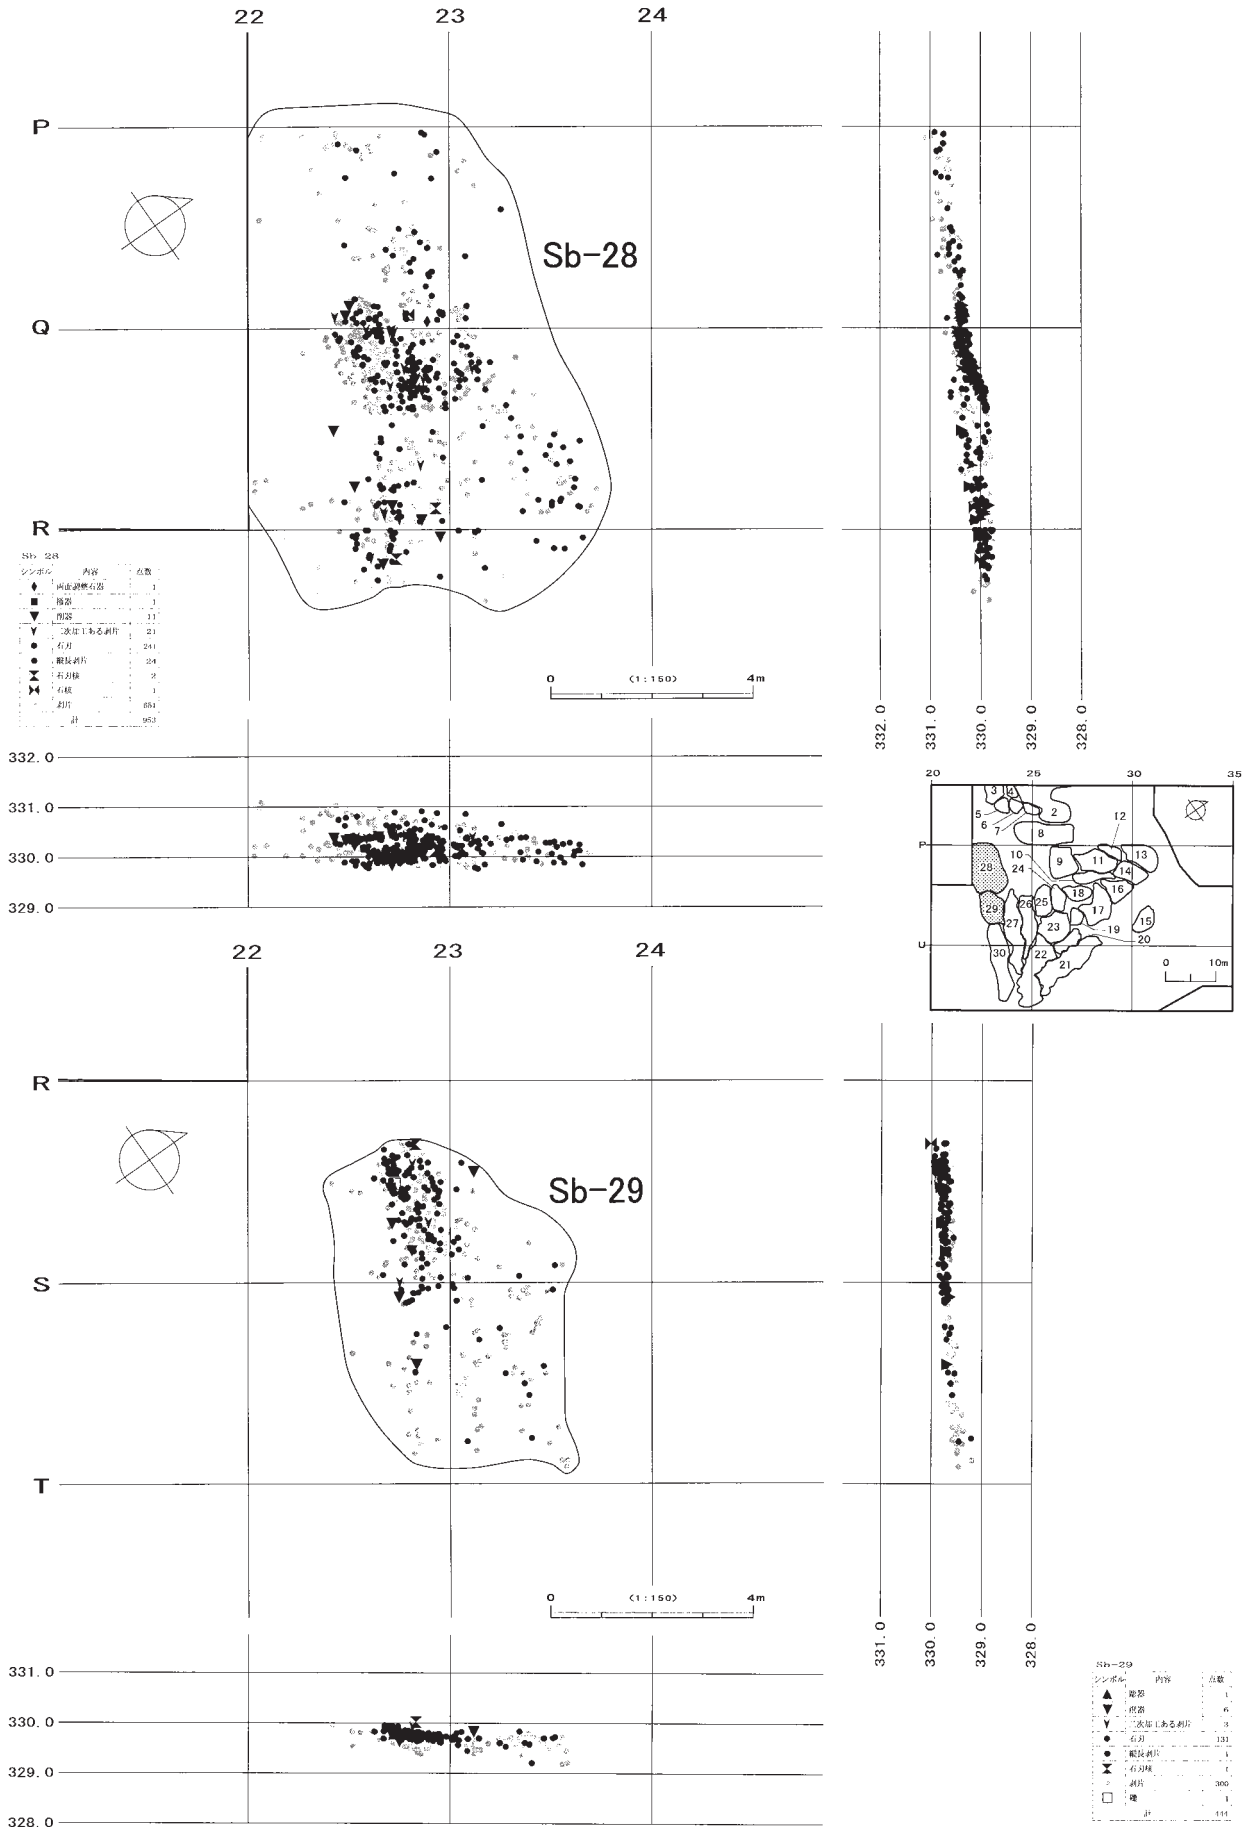 22 23 24
P
Q
R
Sb-28
Sb-28
シンボル 内容 点数
両面調整石器 1
掻器 1
削器 11
二次加工ある剥片 21
石刃 241
縦長剥片 24
石刃核 2
石核 1
剥片 651
計 953
0 (1:150) 4m
332.0 331.0 330.0 329.0 328.0
332.0
331.0
330.0
329.0
20 25 30 35
P
U
3 4
5
6
7
2
8
12
10
24
9
11
13
14
28
18
16
29
26
25
17
15
27
23
19
20
30
22
21
0 10m
22 23 24
R
S
T
Sb-29
0 (1:150) 4m
331.0 330.0 329.0 328.0
331.0
330.0
329.0
328.0
Sb-29
シンボル 内容 点数
1
削器 6
二次加工ある剥片 3
石刃 131
縦長剥片 1
石刃核 1
剥片 300
礫 1
計 444